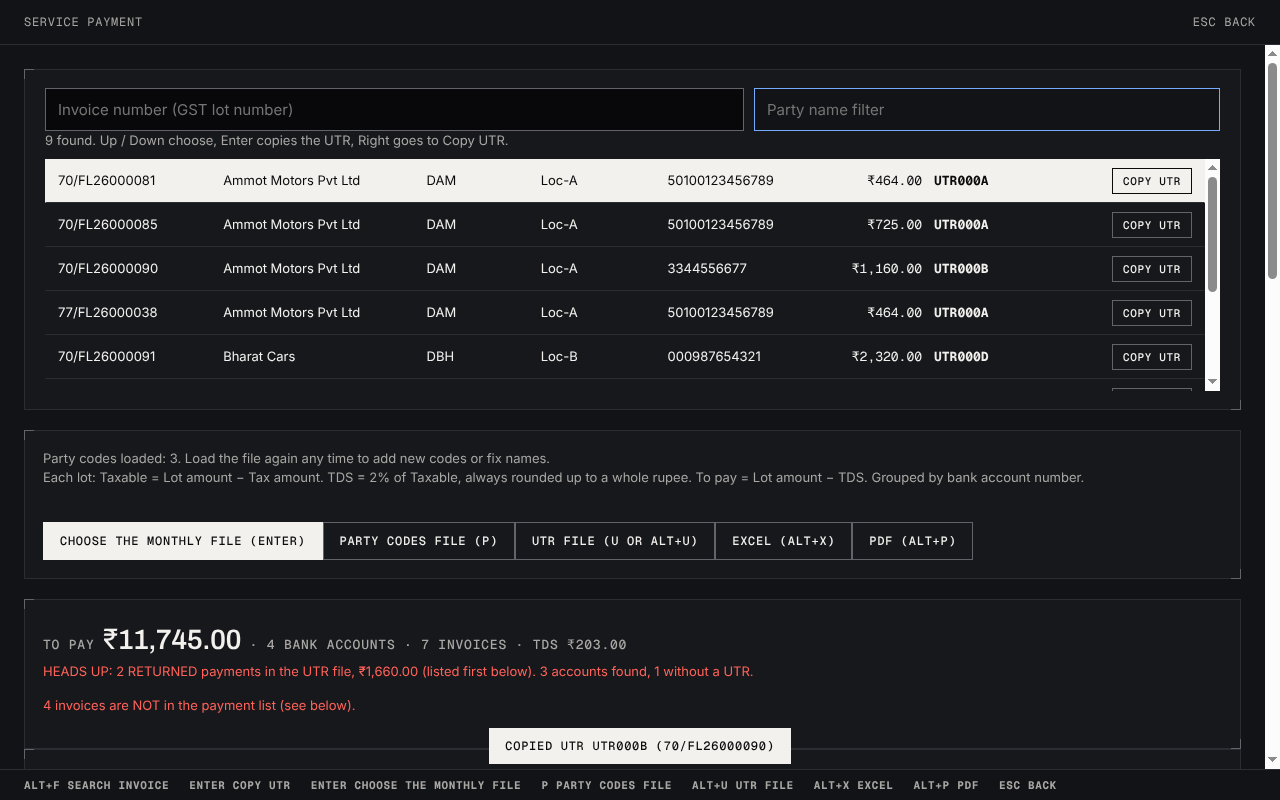 SERVICE PAYMENT ESC BACK
Invoice number (GST lot number) Party name filter
9 found. Up / Down choose, Enter copies the UTR, Right goes to Copy UTR.
70/FL26000081 Ammot Motors Pvt Ltd DAM Loc-A 50100123456789 ₹464.00 UTR000A COPY UTR
70/FL26000085 Ammot Motors Pvt Ltd DAM Loc-A 50100123456789 ₹725.00 UTR000A COPY UTR
70/FL26000090 Ammot Motors Pvt Ltd DAM Loc-A 3344556677 ₹1,160.00 UTR000B COPY UTR
77/FL26000038 Ammot Motors Pvt Ltd DAM Loc-A 50100123456789 ₹464.00 UTR000A COPY UTR
70/FL26000091 Bharat Cars DBH Loc-B 000987654321 ₹2,320.00 UTR000D COPY UTR
Party codes loaded: 3. Load the file again any time to add new codes or fix names.
Each lot: Taxable = Lot amount − Tax amount. TDS = 2% of Taxable, always rounded up to a whole rupee. To pay = Lot amount − TDS. Grouped by bank account number.
CHOOSE THE MONTHLY FILE (ENTER) PARTY CODES FILE (P) UTR FILE (U OR ALT+U) EXCEL (ALT+X) PDF (ALT+P)
TO PAY ₹11,745.00 · 4 BANK ACCOUNTS · 7 INVOICES · TDS ₹203.00
HEADS UP: 2 RETURNED payments in the UTR file, ₹1,660.00 (listed first below). 3 accounts found, 1 without a UTR.
4 invoices are NOT in the payment list (see below).
COPIED UTR UTR000B (70/FL26000090)
ALT+F SEARCH INVOICE ENTER COPY UTR ENTER CHOOSE THE MONTHLY FILE P PARTY CODES FILE ALT+U UTR FILE ALT+X EXCEL ALT+P PDF ESC BACK